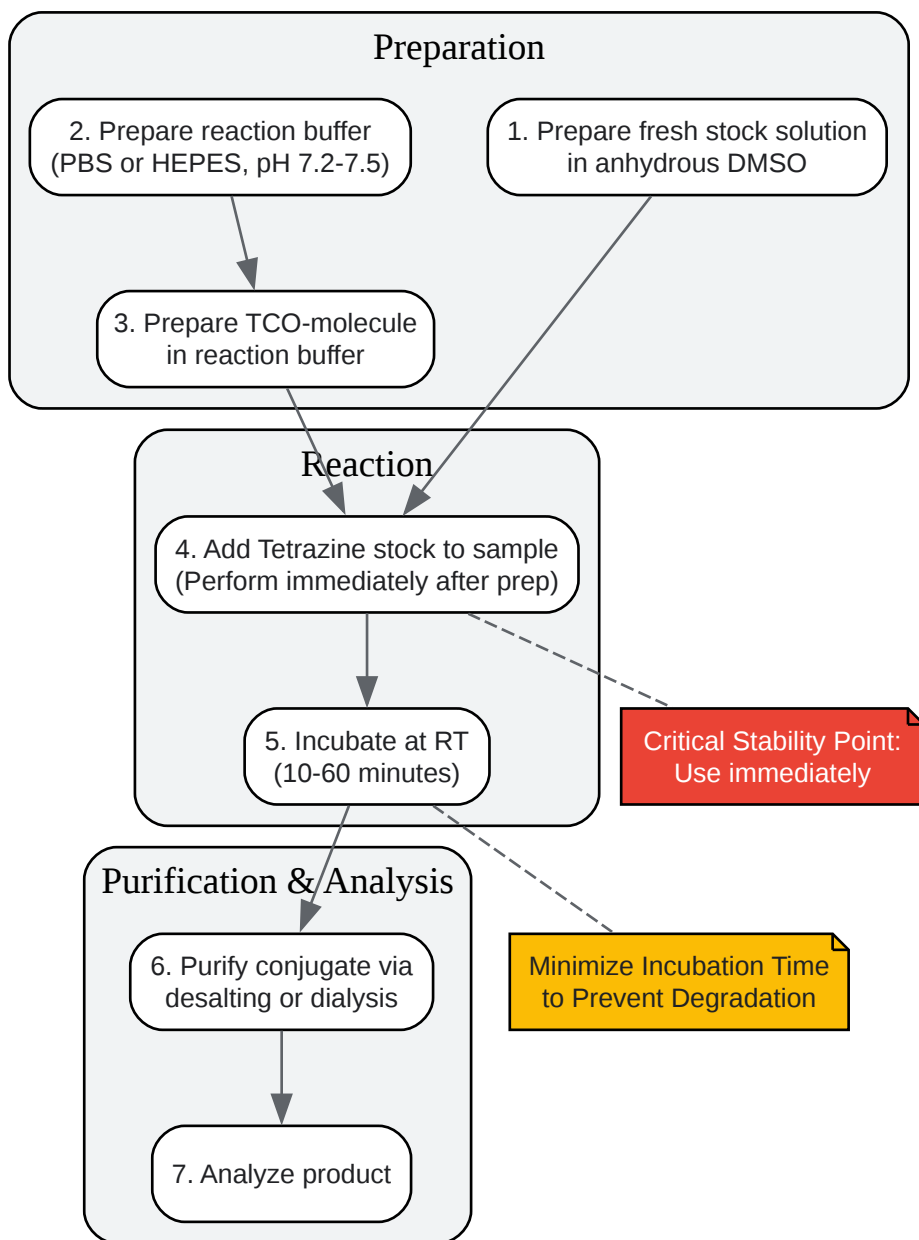 Preparation
2. Prepare reaction buffer
(PBS or HEPES, pH 7.2-7.5)
1. Prepare fresh stock solution
in anhydrous DMSO
3. Prepare TCO-molecule
in reaction buffer
Reaction
4. Add Tetrazine stock to sample
(Perform immediately after prep)
5. Incubate at RT
(10-60 minutes)
Critical Stability Point:
Use immediately
Purification & Analysis
6. Purify conjugate via
desalting or dialysis
Minimize Incubation Time
to Prevent Degradation
7. Analyze product